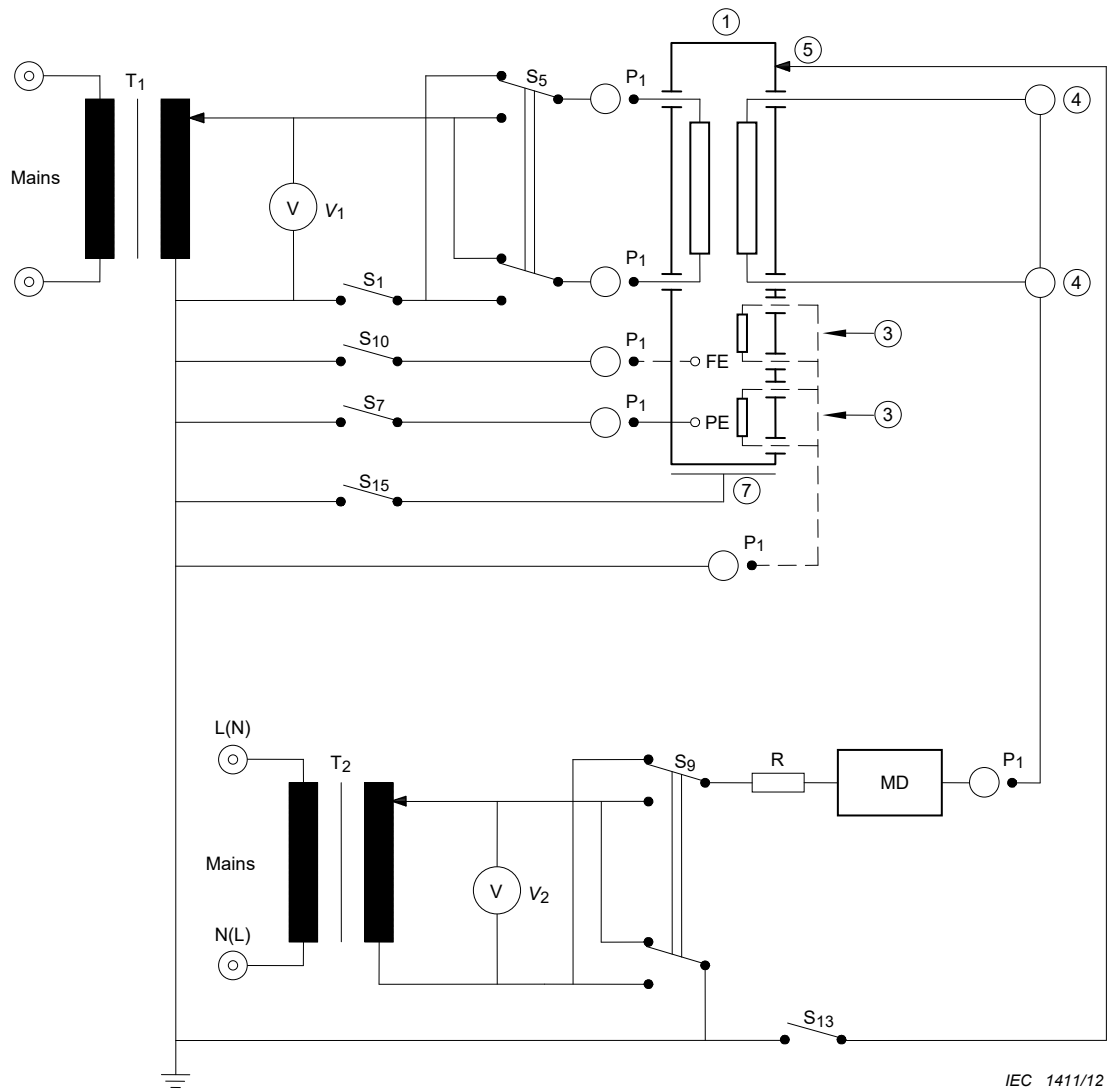 1
5
T1
S5
P1
4
Mains
V
V1
S1
P1
4
S10
P1
FE
3
S7
P1
PE
3
S15
7
P1
L(N)
T2
S9
R
MD
P1
Mains
V
V2
N(L)
S13
IEC 1411/12